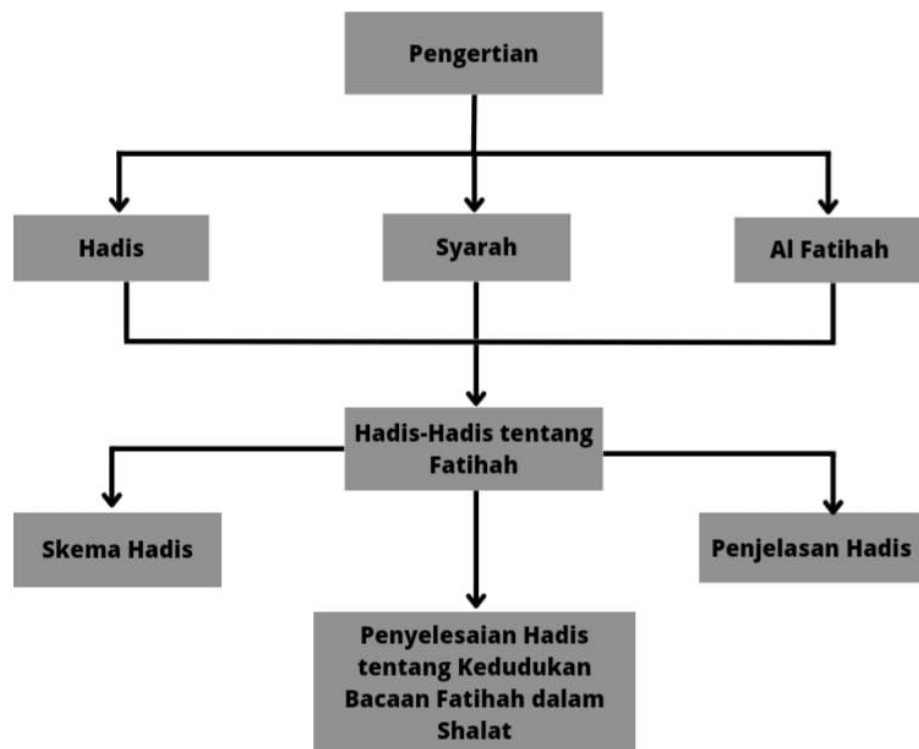 Pengertian
Hadis
Syarah
Al Fatihah
Hadis-Hadis tentang
Fatihah
Skema Hadis
Penjelasan Hadis
Penyelesaian Hadis
tentang Kedudukan
Bacaan Fatihah dalam
Shalat